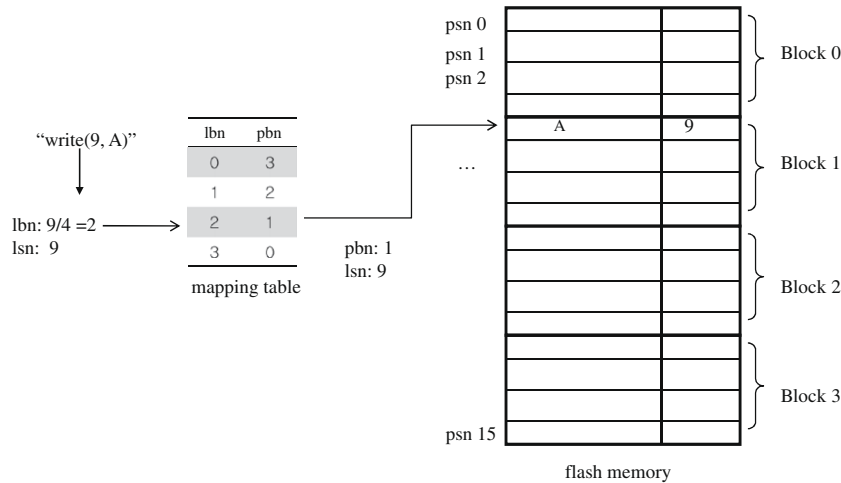 “write(9, A)”
lbn: 9/4 =2
lsn: 9
lbn pbn
0 3
1 2
2 1
3 0
mapping table
pbn: 1
lsn: 9
psn 0
psn 1
psn 2
...
psn 15
A 9
Block 0
Block 1
Block 2
Block 3
flash memory